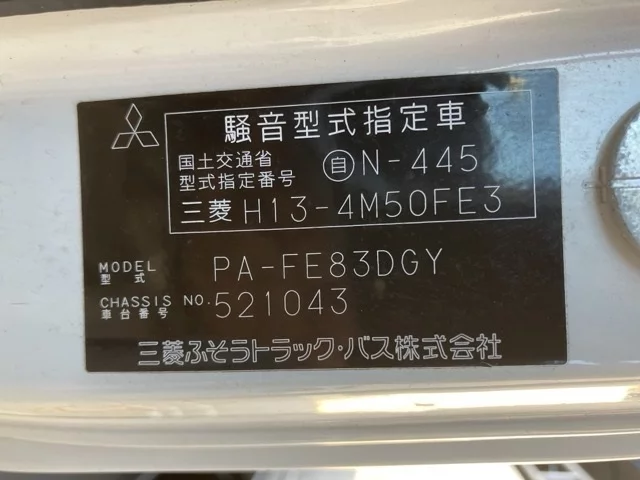 騒音型式指定車
国土交通省
型式指定番号 自N-445
三菱 H13-4M50FE3
MODEL
型式 PA-FE83DGY
CHASSIS NO.
車台番号 521043
三菱ふそうトラック・バス株式会社